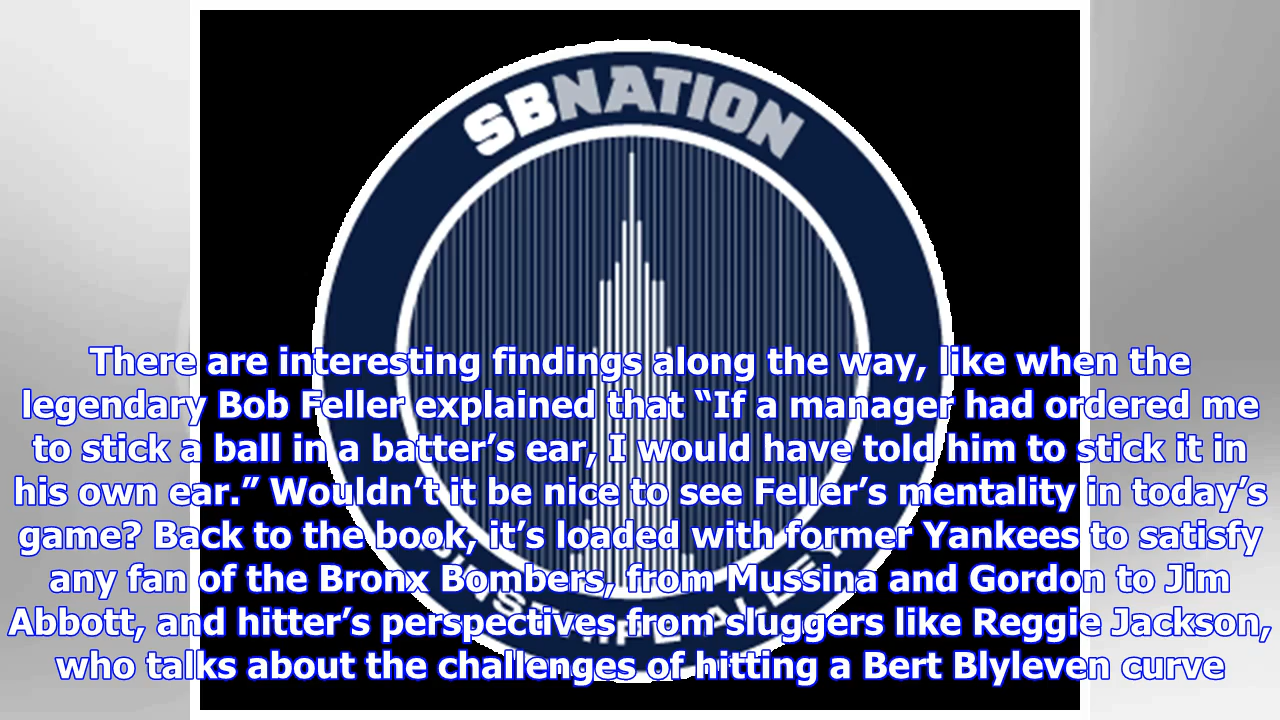 SBNATION
There are interesting findings along the way, like when the
legendary Bob Feller explained that “If a manager had ordered me
to stick a ball in a batter’s ear, I would have told him to stick it in
his own ear.” Wouldn’t it be nice to see Feller’s mentality in today’s
game? Back to the book, it’s loaded with former Yankees to satisfy
any fan of the Bronx Bombers, from Mussina and Gordon to Jim
Abbott, and hitter’s perspectives from sluggers like Reggie Jackson,
who talks about the challenges of hitting a Bert Blyleven curve